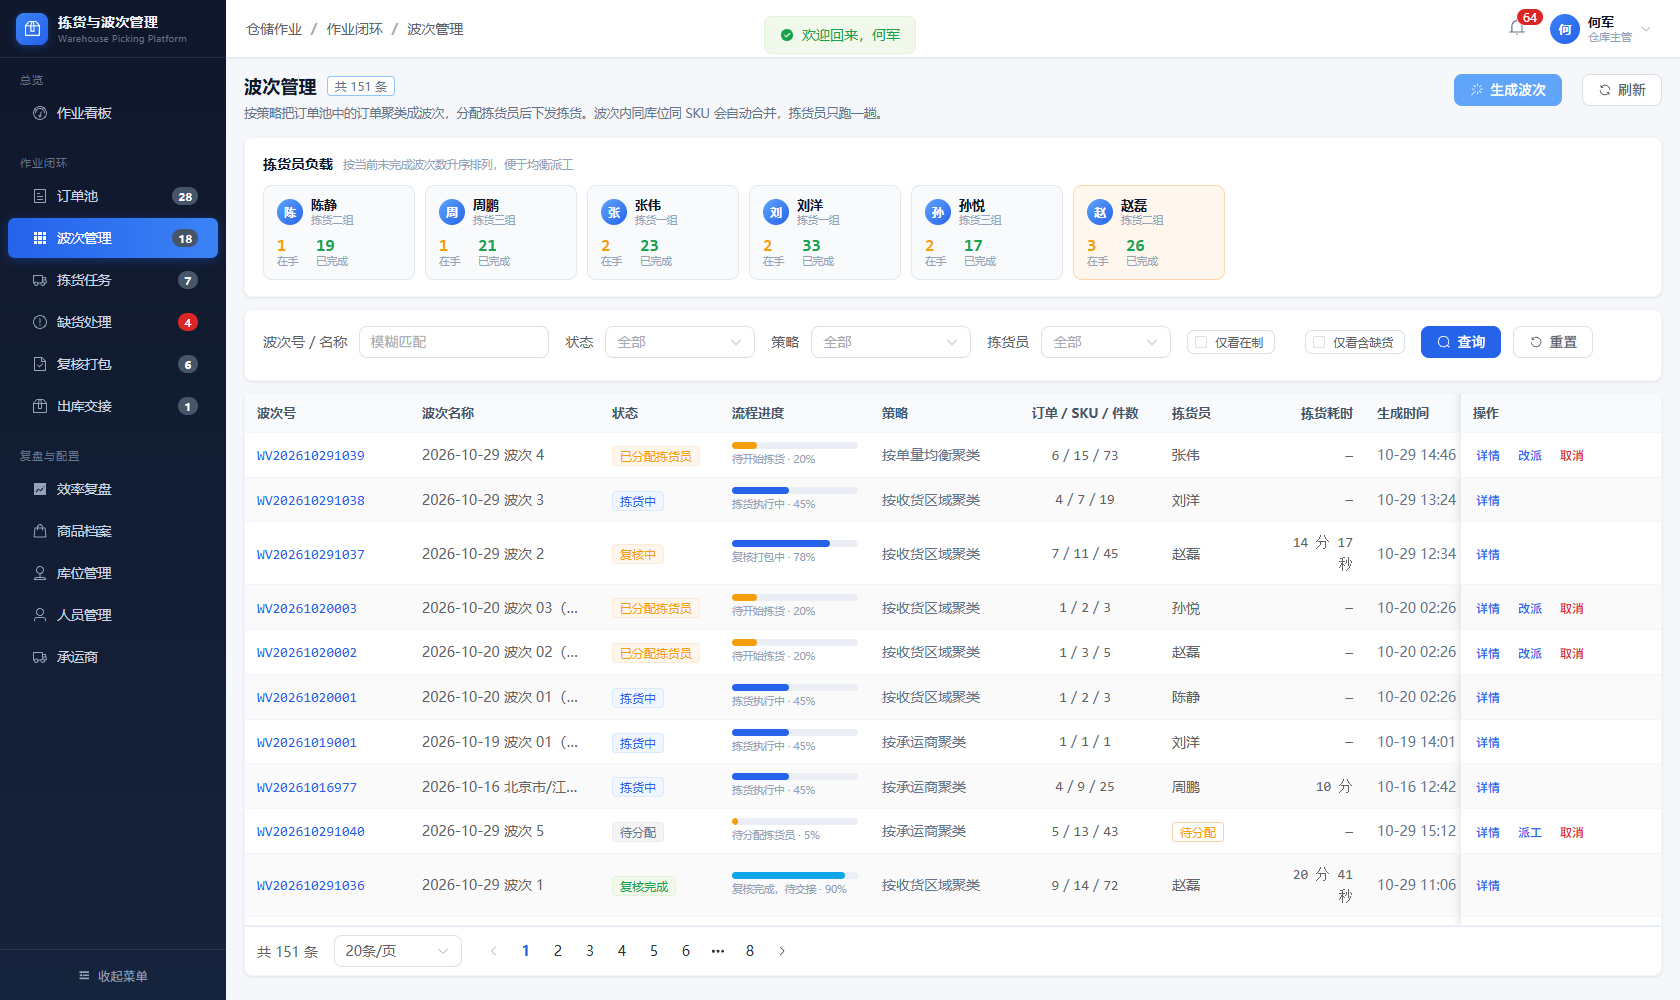 拣货与波次管理
Warehouse Picking Platform
总览
作业看板
作业闭环
订单池 28
波次管理 18
拣货任务 7
缺货处理 4
复核打包 6
出库交接 1
复盘与配置
效率复盘
商品档案
库位管理
人员管理
承运商
收起菜单
仓储作业 / 作业闭环 / 波次管理
欢迎回来，何军
64
何 何军
仓库主管
波次管理 共 151 条
按策略把订单池中的订单聚类成波次，分配拣货员后下发拣货。波次内同库位同 SKU 会自动合并，拣货员只跑一趟。
生成波次 刷新
拣货员负载 按当前未完成波次数升序排列，便于均衡派工
陈 陈静 拣货二组 1 在手 19 已完成
周 周鹏 拣货三组 1 在手 21 已完成
张 张伟 拣货一组 2 在手 23 已完成
刘 刘洋 拣货一组 2 在手 33 已完成
孙 孙悦 拣货三组 2 在手 17 已完成
赵 赵磊 拣货二组 3 在手 26 已完成
波次号 / 名称 模糊匹配 状态 全部 策略 全部 拣货员 全部 仅看在制 仅看含缺货 查询 重置
波次号 波次名称 状态 流程进度 策略 订单 / SKU / 件数 拣货员 拣货耗时 生成时间 操作
WV202610291039 2026-10-29 波次 4 已分配拣货员 待开始拣货 · 20% 按单量均衡聚类 6 / 15 / 73 张伟 – 10-29 14:46 详情 改派 取消
WV202610291038 2026-10-29 波次 3 拣货中 拣货执行中 · 45% 按收货区域聚类 4 / 7 / 19 刘洋 – 10-29 13:24 详情
WV202610291037 2026-10-29 波次 2 复核中 复核打包中 · 78% 按收货区域聚类 7 / 11 / 45 赵磊 14 分 17 秒 10-29 12:34 详情
WV20261020003 2026-10-20 波次 03（... 已分配拣货员 待开始拣货 · 20% 按收货区域聚类 1 / 2 / 3 孙悦 – 10-20 02:26 详情 改派 取消
WV20261020002 2026-10-20 波次 02（... 已分配拣货员 待开始拣货 · 20% 按收货区域聚类 1 / 3 / 5 赵磊 – 10-20 02:26 详情 改派 取消
WV20261020001 2026-10-20 波次 01（... 拣货中 拣货执行中 · 45% 按收货区域聚类 1 / 2 / 3 陈静 – 10-20 02:26 详情
WV20261019001 2026-10-19 波次 01（... 拣货中 拣货执行中 · 45% 按承运商聚类 1 / 1 / 1 刘洋 – 10-19 14:01 详情
WV20261016977 2026-10-16 北京市/江... 拣货中 拣货执行中 · 45% 按承运商聚类 4 / 9 / 25 周鹏 10 分 10-16 12:42 详情
WV202610291040 2026-10-29 波次 5 待分配 待分配拣货员 · 5% 按承运商聚类 5 / 13 / 43 待分配 – 10-29 15:12 详情 派工 取消
WV202610291036 2026-10-29 波次 1 复核完成 复核完成，待交接 · 90% 按收货区域聚类 9 / 14 / 72 赵磊 20 分 41 秒 10-29 11:06 详情
共 151 条 20条/页 1 2 3 4 5 6 ••• 8